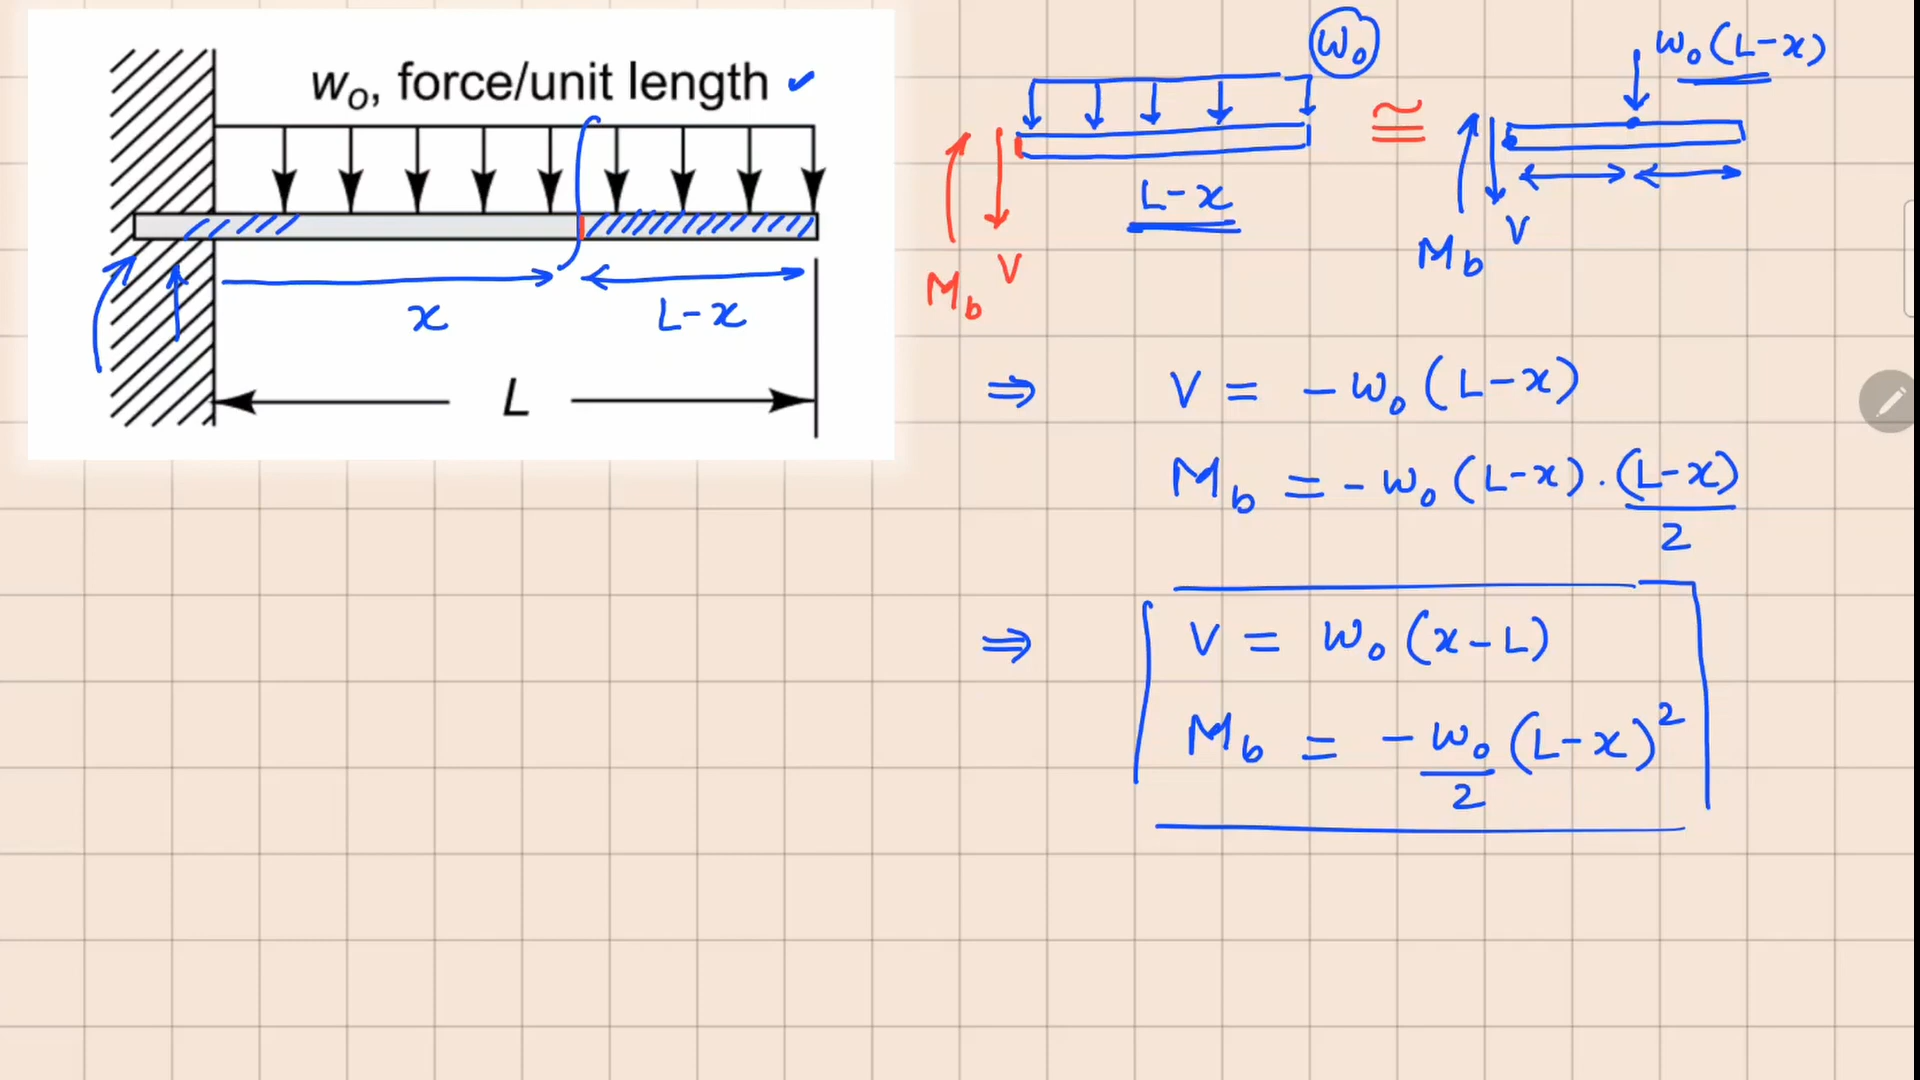 w₀, force/unit length ✓
x
L-x
L
w₀
L-x
M_b V
≅
w₀(L-x)
M_b V
⇒ V = -w₀(L-x)
M_b = -w₀(L-x)·(L-x)/2
⇒ V = w₀(x-L)
M_b = -w₀/2 (L-x)²